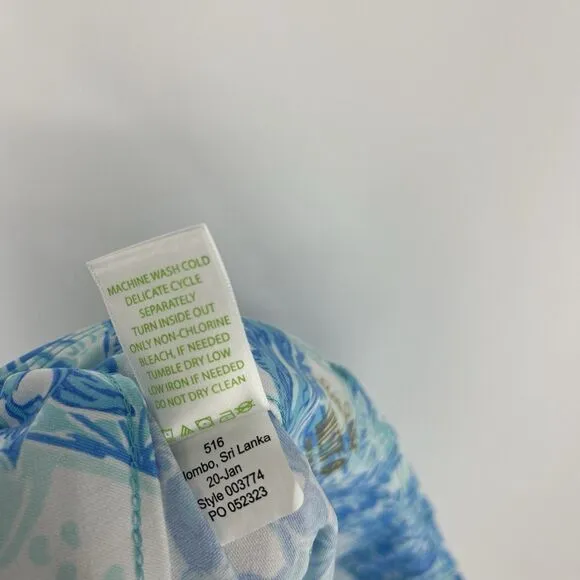 MACHINE WASH COLD
DELICATE CYCLE
SEPARATELY
TURN INSIDE OUT
ONLY NON-CHLORINE
BLEACH, IF NEEDED
TUMBLE DRY LOW
LOW IRON IF NEEDED
DO NOT DRY CLEAN
516
lombo, Sri Lanka
20-Jan
Style 003774
PO 052323